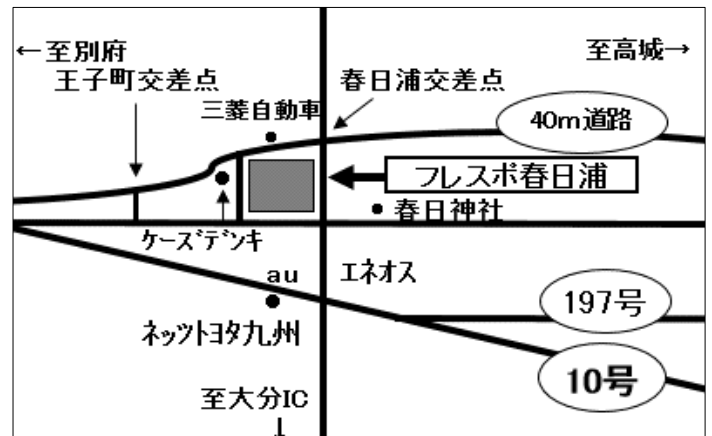 ←至別府
至高城→
王子町交差点
春日浦交差点
三菱自動車
40m道路
フレスポ春日浦
春日神社
ケーズデンキ
au
エネオス
197号
ネッツトヨタ九州
10号
至大分IC
↓